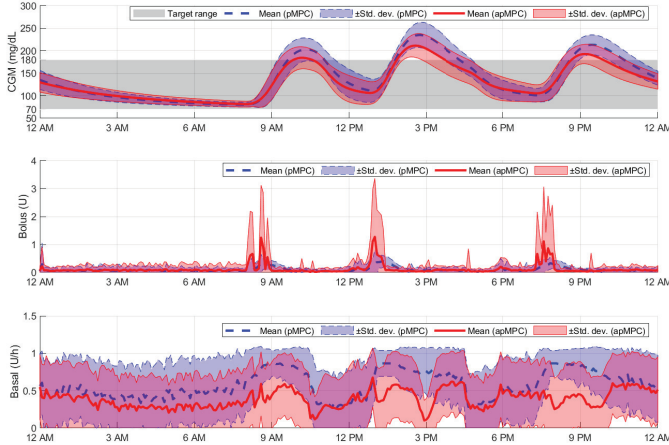 Target range Mean (pMPC) ±Std. dev. (pMPC) Mean (apMPC) ±Std. dev. (apMPC)
CGM (mg/dL)
300
250
200
180
150
100
70
50
12 AM 3 AM 6 AM 9 AM 12 PM 3 PM 6 PM 9 PM 12 AM
Mean (pMPC) ±Std. dev. (pMPC) Mean (apMPC) ±Std. dev. (apMPC)
Bolus (U)
4
3
2
1
0
12 AM 3 AM 6 AM 9 AM 12 PM 3 PM 6 PM 9 PM 12 AM
Mean (pMPC) ±Std. dev. (pMPC) Mean (apMPC) ±Std. dev. (apMPC)
Basal (U/h)
1.5
1
0.5
0
12 AM 3 AM 6 AM 9 AM 12 PM 3 PM 6 PM 9 PM 12 AM